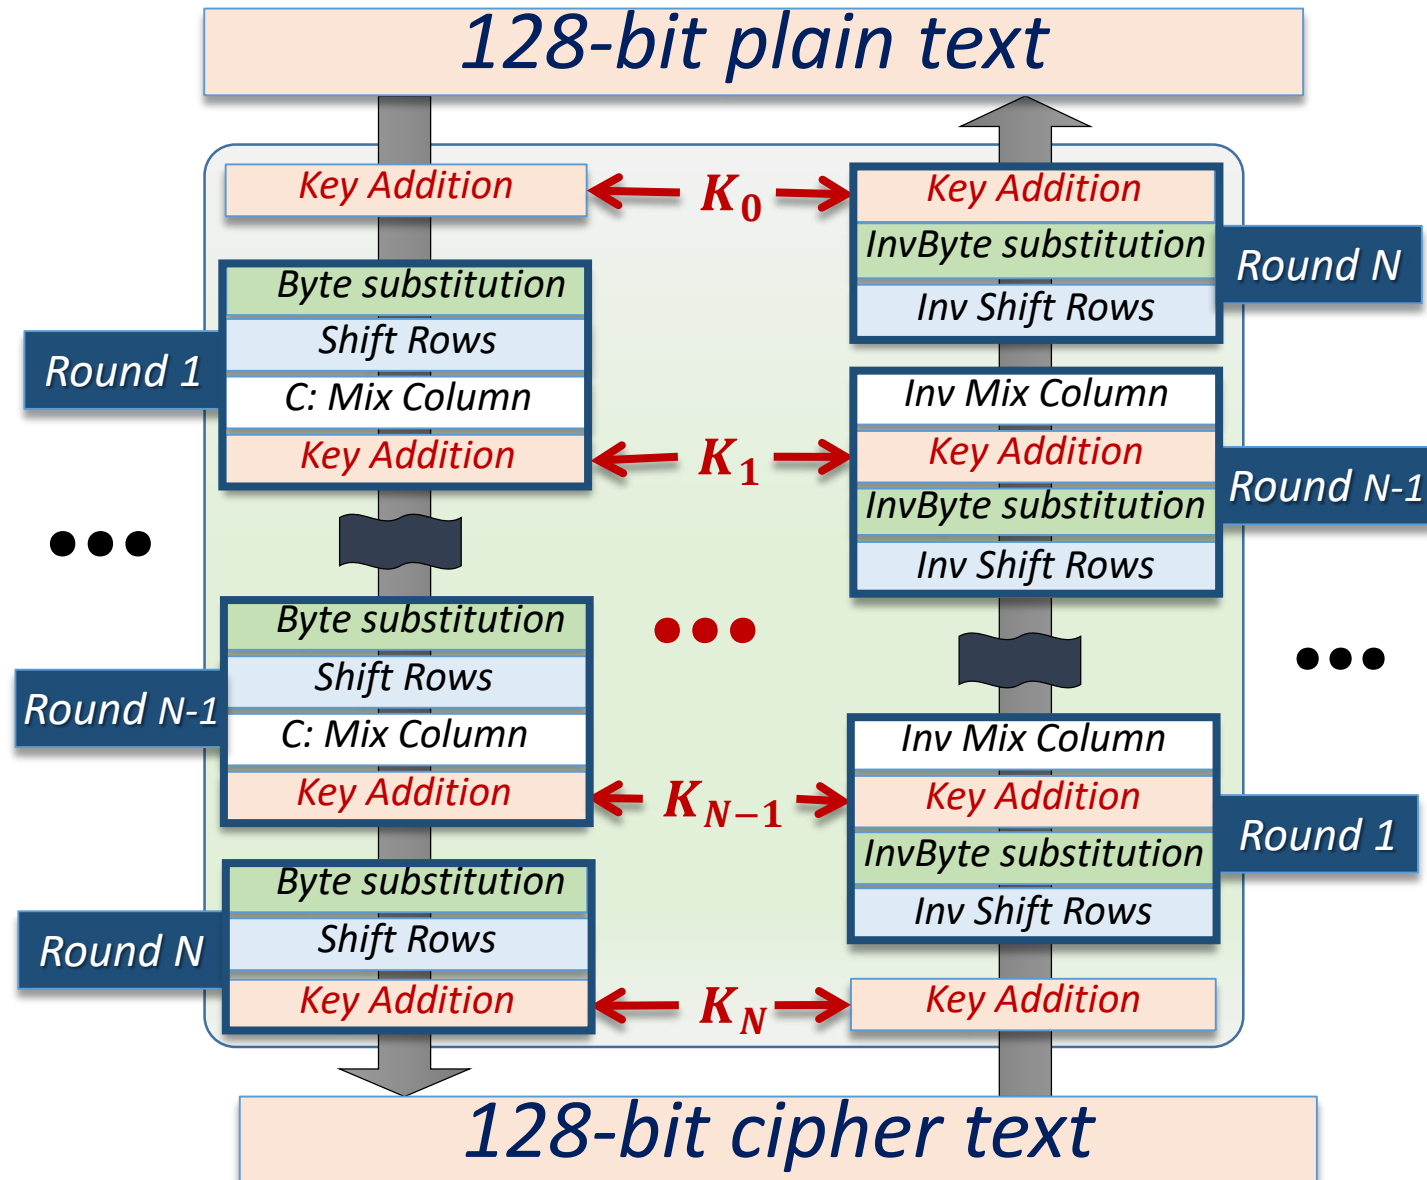 128-bit plain text
Key Addition
Byte substitution
Shift Rows
C: Mix Column
Key Addition
Round 1
Byte substitution
Shift Rows
C: Mix Column
Key Addition
Round N-1
Byte substitution
Shift Rows
Key Addition
Round N
K₀
K₁
Kₙ₋₁
Kₙ
Key Addition
InvByte substitution
Inv Shift Rows
Round N
Inv Mix Column
Key Addition
InvByte substitution
Inv Shift Rows
Round N-1
Inv Mix Column
Key Addition
InvByte substitution
Inv Shift Rows
Round 1
Key Addition
128-bit cipher text